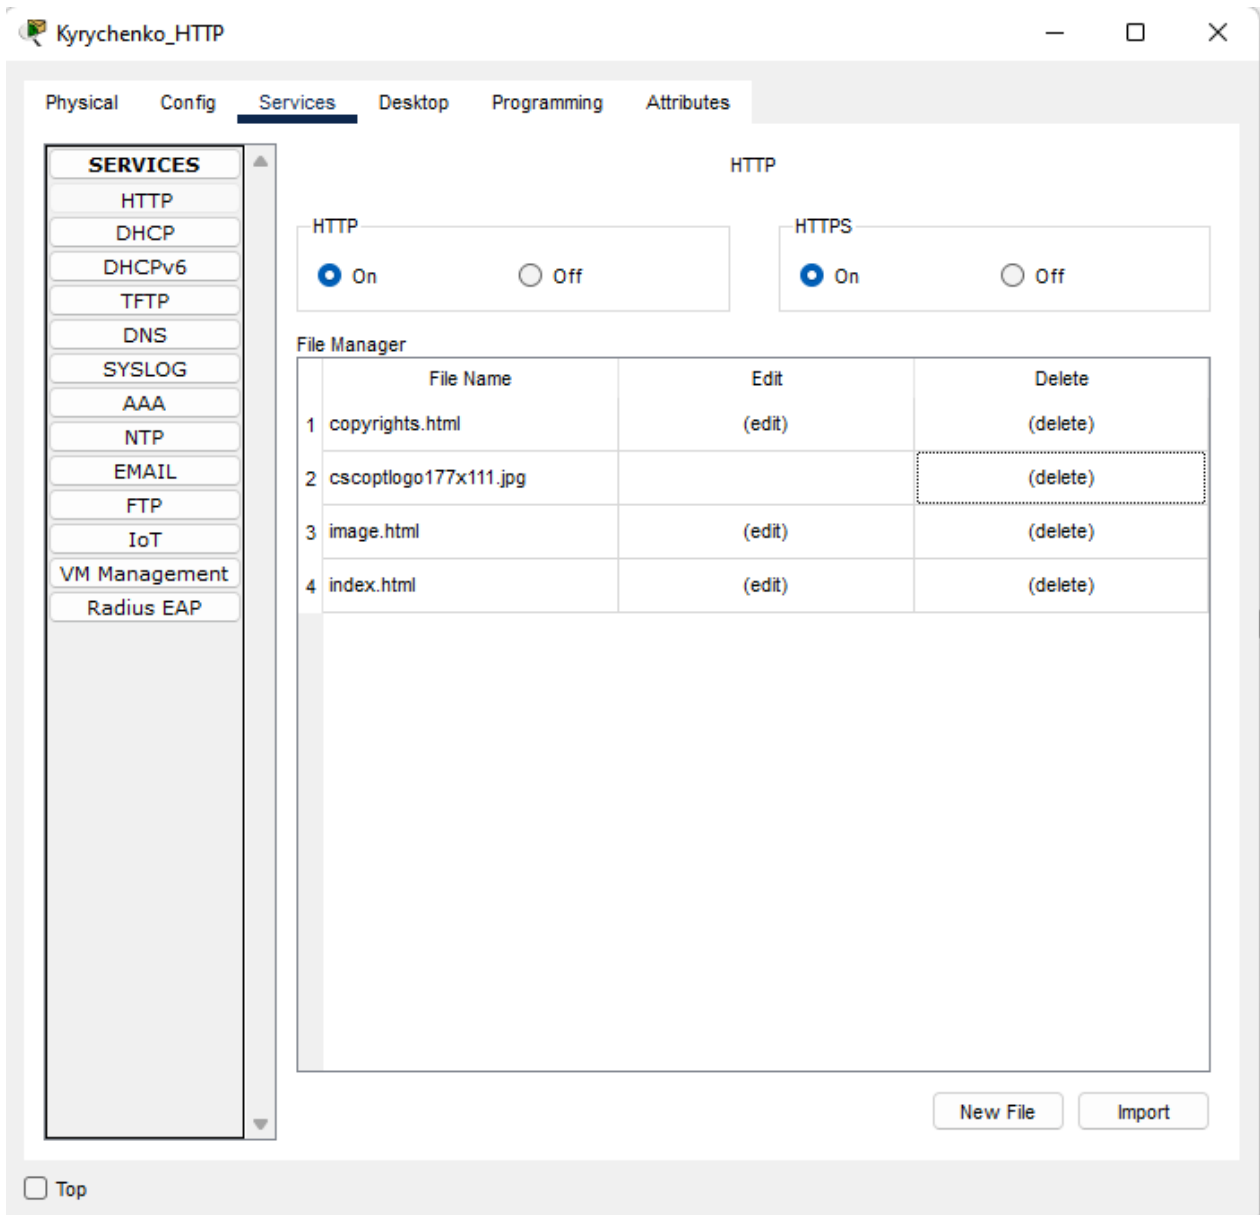 Kyrychenko_HTTP
Physical Config Services Desktop Programming Attributes
SERVICES
HTTP
DHCP
DHCPv6
TFTP
DNS
SYSLOG
AAA
NTP
EMAIL
FTP
IoT
VM Management
Radius EAP
HTTP
HTTP
On Off
HTTPS
On Off
File Manager
File Name Edit Delete
1 copyrights.html (edit) (delete)
2 cscoptlogo177x111.jpg (delete)
3 image.html (edit) (delete)
4 index.html (edit) (delete)
New File Import
Top